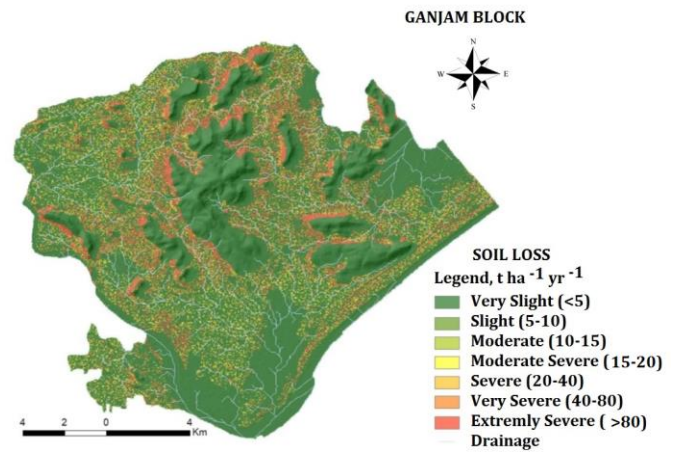 GANJAM BLOCK
N
W E
S
SOIL LOSS
Legend, t ha -1 yr -1
Very Slight (<5)
Slight (5-10)
Moderate (10-15)
Moderate Severe (15-20)
Severe (20-40)
Very Severe (40-80)
Extremly Severe ( >80)
Drainage
4 2 0 4
Km